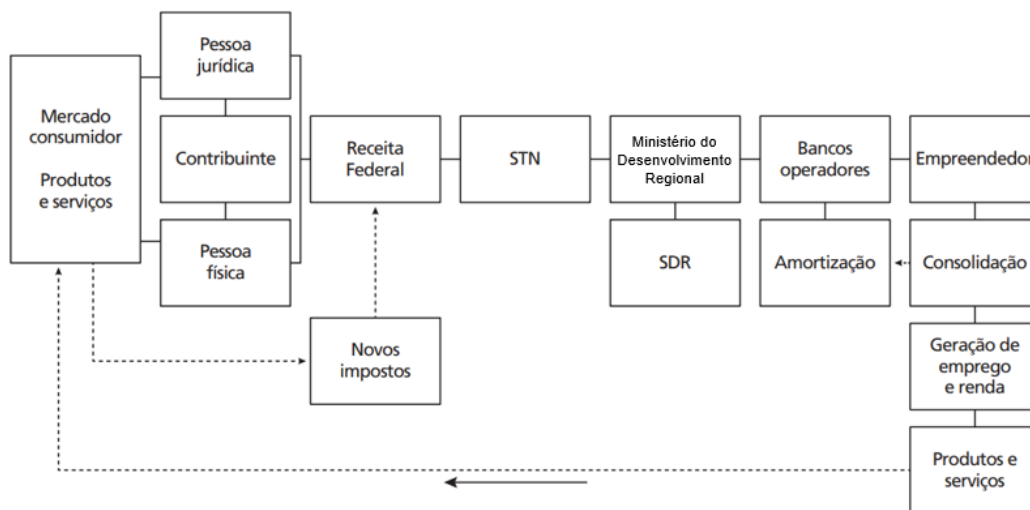 Pessoa
jurídica
Mercado
consumidor
Produtos
e serviços
Contribuinte
Pessoa
física
Receita
Federal
Novos
impostos
STN
Ministério do
Desenvolvimento
Regional
SDR
Bancos
operadores
Amortização
Empreendedor
Consolidação
Geração de
emprego
e renda
Produtos e
serviços